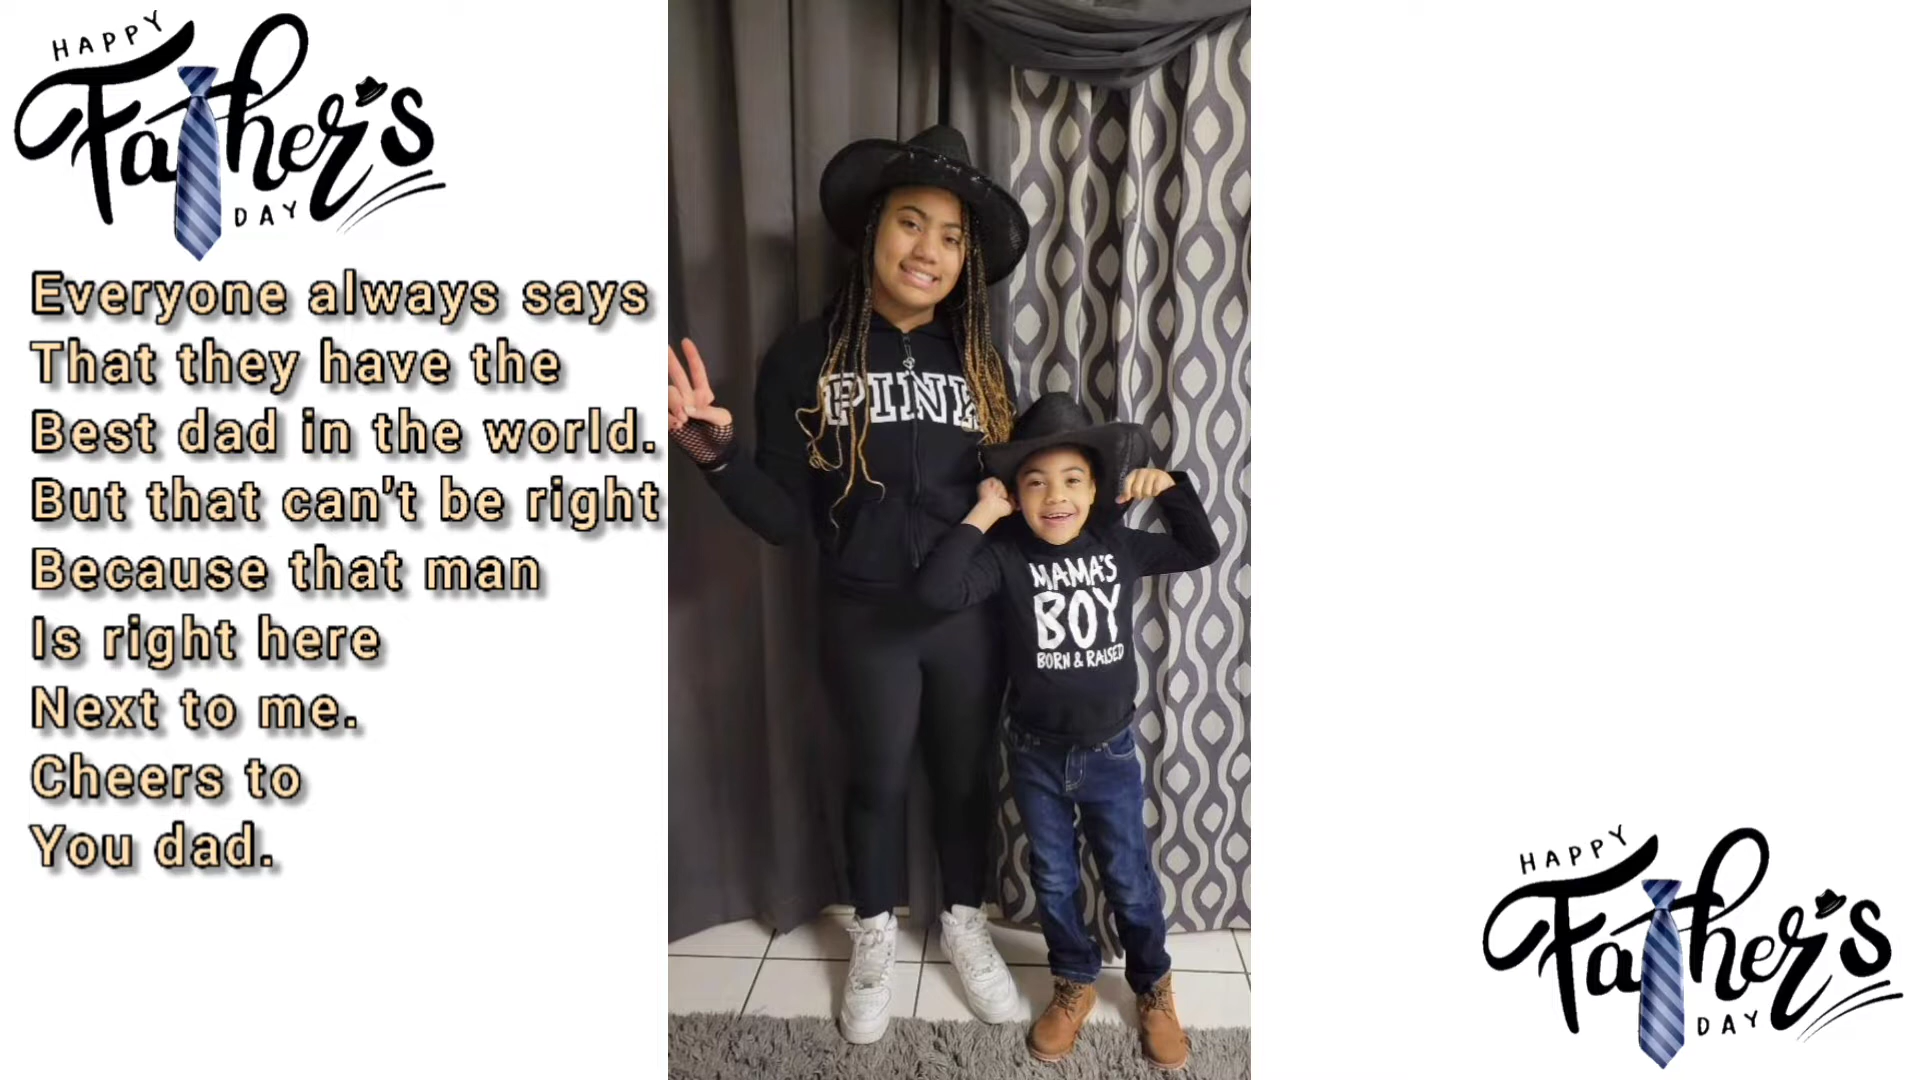 HAPPY
Father's
DAY
Everyone always says
That they have the
Best dad in the world.
But that can't be right
Because that man
Is right here
Next to me.
Cheers to
You dad.
PINK
MAMA'S
BOY
BORN & RAISED
HAPPY
Father's
DAY